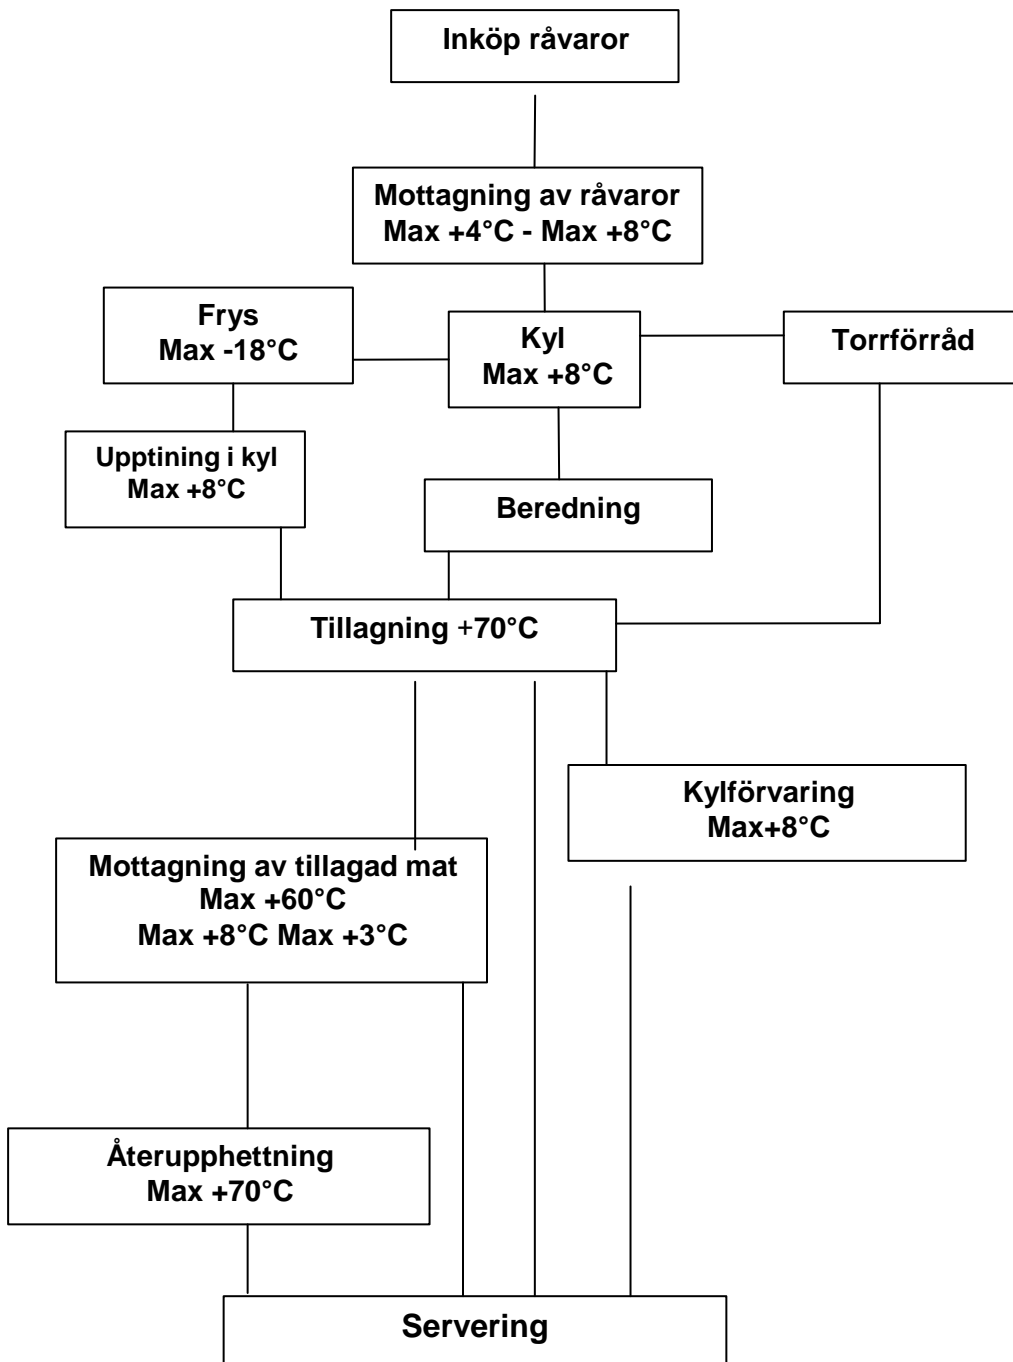 Inköp råvaror
Mottagning av råvaror
Max +4°C - Max +8°C
Frys
Max -18°C
Kyl
Max +8°C
Torrförråd
Upptining i kyl
Max +8°C
Beredning
Tillagning +70°C
Kylförvaring
Max+8°C
Mottagning av tillagad mat
Max +60°C
Max +8°C Max +3°C
Återupphettning
Max +70°C
Servering